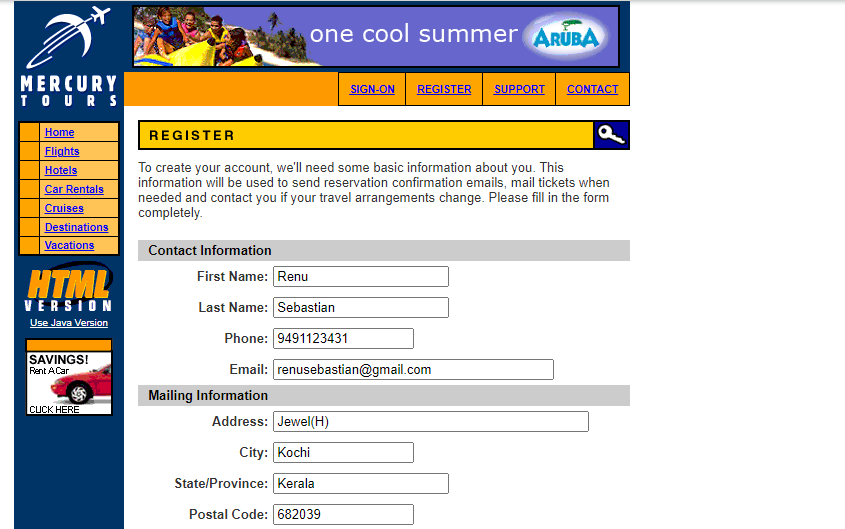 one cool summer ARUBA
MERCURY
TOURS
SIGN-ON REGISTER SUPPORT CONTACT
Home
Flights
Hotels
Car Rentals
Cruises
Destinations
Vacations
HTML
VERSION
Use Java Version
SAVINGS!
Rent A Car
CLICK HERE
REGISTER
To create your account, we'll need some basic information about you. This
information will be used to send reservation confirmation emails, mail tickets when
needed and contact you if your travel arrangements change. Please fill in the form
completely.
Contact Information
First Name: Renu
Last Name: Sebastian
Phone: 9491123431
Email: renusebastian@gmail.com
Mailing Information
Address: Jewel(H)
City: Kochi
State/Province: Kerala
Postal Code: 682039